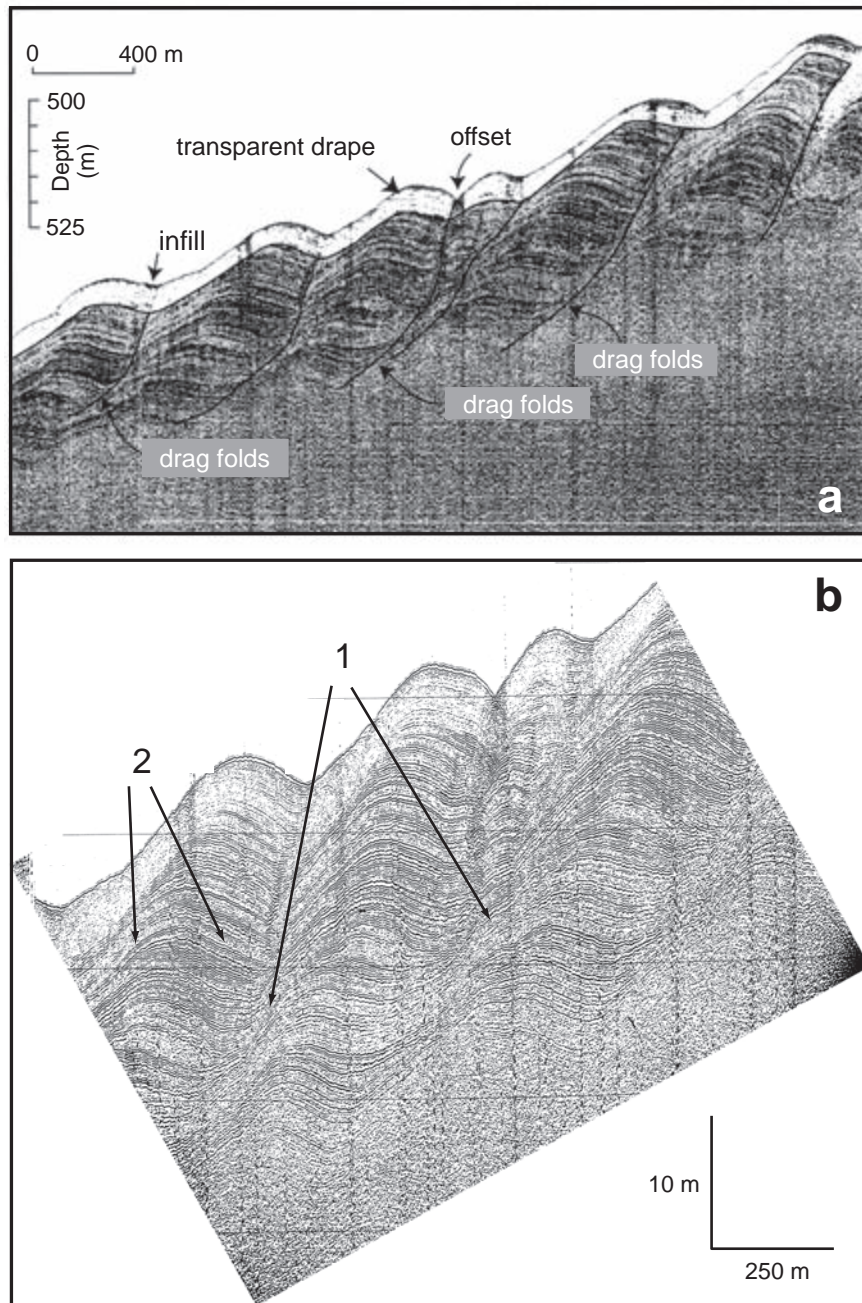 0 400 m
500
Depth
(m)
525
transparent drape
offset
infill
drag folds
drag folds
drag folds
a
b
1
2
10 m
250 m